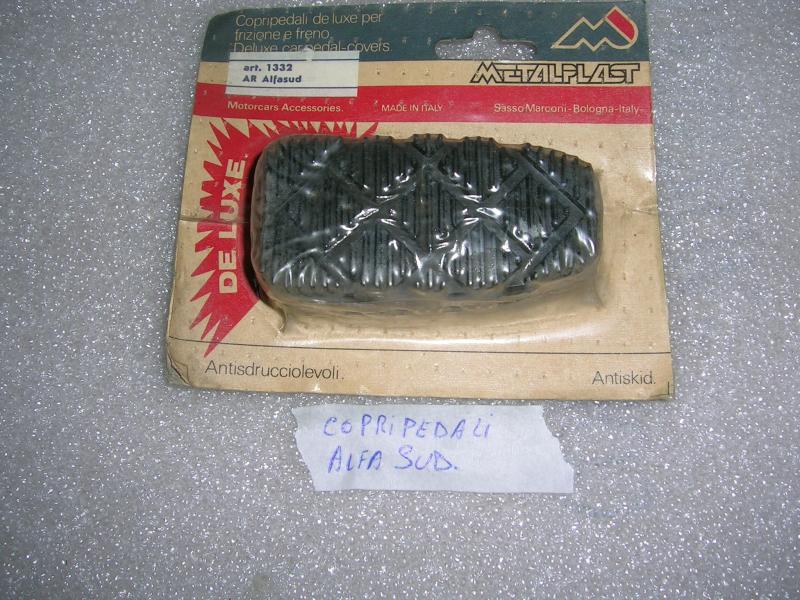 Copripedali de luxe per
frizione e freno.
Deluxe car pedal-covers
art. 1332
AR Alfasud
METALPLAST
Motorcars Accessories.
MADE IN ITALY
Sasso Marconi-Bologna-Italy-
DE LUXE.
Antisdrucciolevoli.
Antiskid.
COPRIPEDALI
ALFA SUD.